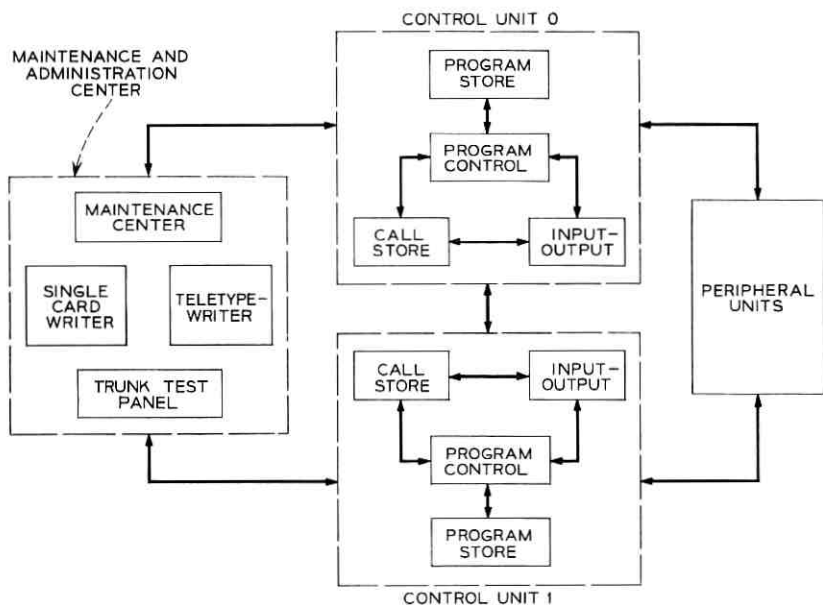 CONTROL UNIT 0
MAINTENANCE AND
ADMINISTRATION
CENTER
PROGRAM
STORE
PROGRAM
CONTROL
CALL
STORE
INPUT-
OUTPUT
MAINTENANCE
CENTER
SINGLE
CARD
WRITER
TELETYPE-
WRITER
TRUNK TEST
PANEL
PERIPHERAL
UNITS
CALL
STORE
INPUT-
OUTPUT
PROGRAM
CONTROL
PROGRAM
STORE
CONTROL UNIT 1